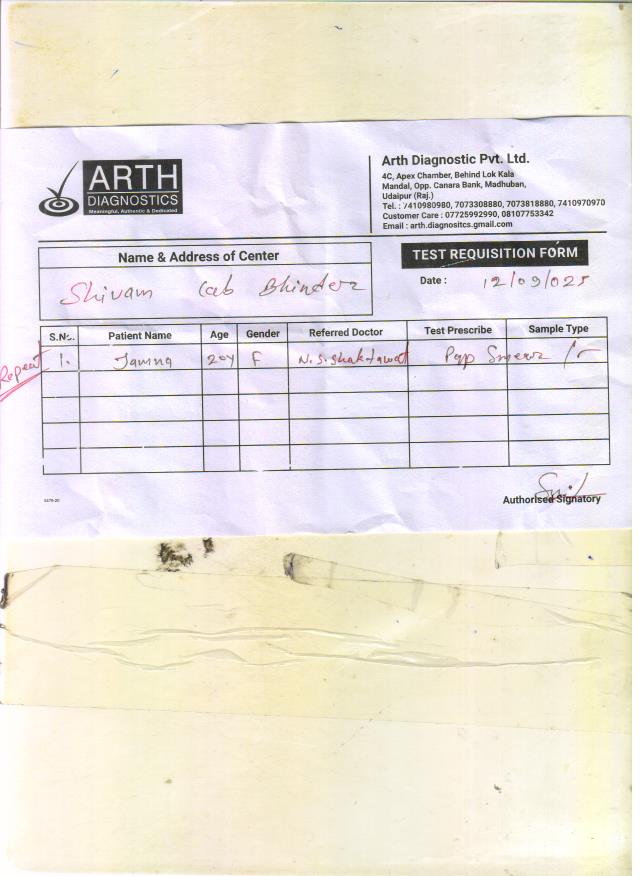 ARTH
DIAGNOSTICS
Meaningful, Authentic & Dedicated
Arth Diagnostic Pvt. Ltd.
4C, Apex Chamber, Behind Lok Kala
Mandal, Opp. Canara Bank, Madhuban,
Udaipur (Raj.)
Tel. : 7410980980, 7073308880, 7073818880, 7410970970
Customer Care : 07725992990, 08107753342
Email : arth.diagnositcs.gmail.com
Name & Address of Center
Shivam Lab Bhinder
TEST REQUISITION FORM
Date : 12/09/025
S.No. Patient Name Age Gender Referred Doctor Test Prescribe Sample Type
Repeat 1. Jamna 20y F N.S.Shaktawat Pap Smear
Authorised Signatory